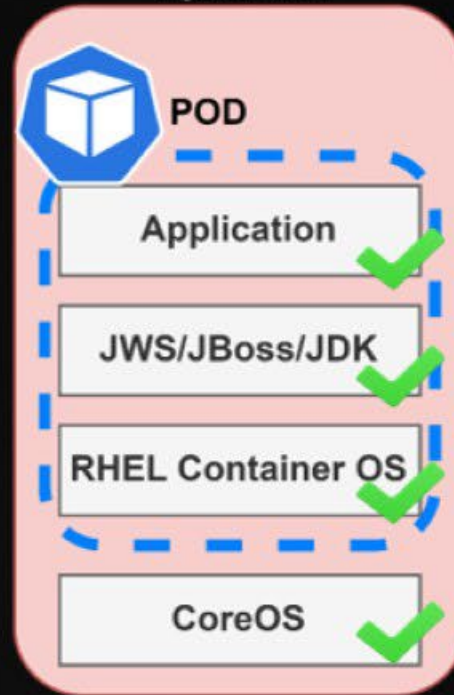 POD
Application
JWS/JBoss/JDK
RHEL Container OS
CoreOS